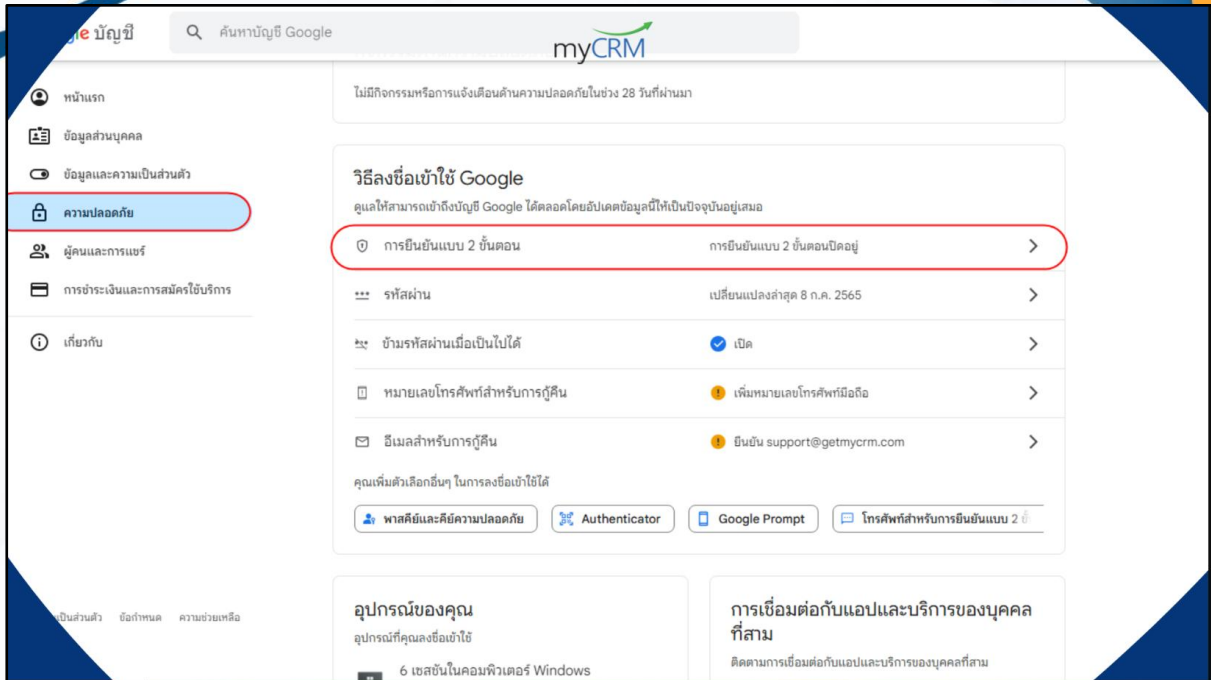 gle บัญชี
ค้นหาบัญชี Google
myCRM
หน้าแรก
ข้อมูลส่วนบุคคล
ข้อมูลและความเป็นส่วนตัว
ความปลอดภัย
ผู้คนและการแชร์
การชำระเงินและการสมัครใช้บริการ
เกี่ยวกับ
ไม่มีกิจกรรมหรือการแจ้งเตือนด้านความปลอดภัยในช่วง 28 วันที่ผ่านมา
วิธีลงชื่อเข้าใช้ Google
ดูแลให้สามารถเข้าถึงบัญชี Google ได้ตลอดโดยอัปเดตข้อมูลนี้ให้เป็นปัจจุบันอยู่เสมอ
การยืนยันแบบ 2 ขั้นตอน การยืนยันแบบ 2 ขั้นตอนปิดอยู่
รหัสผ่าน เปลี่ยนแปลงล่าสุด 8 ก.ค. 2565
ข้ามรหัสผ่านเมื่อเป็นไปได้ เปิด
หมายเลขโทรศัพท์สำหรับการกู้คืน เพิ่มหมายเลขโทรศัพท์มือถือ
อีเมลสำหรับการกู้คืน ยืนยัน support@getmycrm.com
คุณเพิ่มตัวเลือกอื่นๆ ในการลงชื่อเข้าใช้ได้
พาสคีย์และคีย์ความปลอดภัย Authenticator Google Prompt โทรศัพท์สำหรับการยืนยันแบบ 2
อุปกรณ์ของคุณ
อุปกรณ์ที่คุณลงชื่อเข้าใช้
6 เซสชันในคอมพิวเตอร์ Windows
การเชื่อมต่อกับแอปและบริการของบุคคล
ที่สาม
ติดตามการเชื่อมต่อกับแอปและบริการของบุคคลที่สาม
เป็นส่วนตัว ข้อกำหนด ความช่วยเหลือ